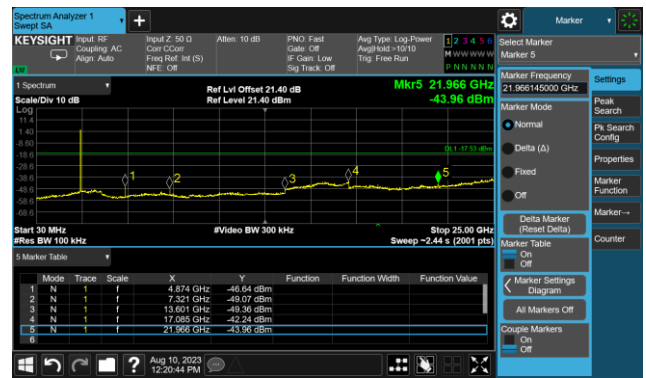 Spectrum Analyzer 1
Swept SA
KEYSIGHT Input: RF Input Z: 50 Ω Atten: 10 dB PNO: Fast Avg Type: Log-Power 1 2 3 4 5 6
Coupling: AC Corr CCorr Gate: Off Avg|Hold:>10/10 M W W W W W
Align: Auto Freq Ref: Int (S) IF Gain: Low Trig: Free Run
NFE: Off Sig Track: Off P N N N N N
1 Spectrum Ref Lvl Offset 21.40 dB Mkr5 21.966 GHz
Scale/Div 10 dB Ref Level 21.40 dBm -43.96 dBm
Log
11.4
1.40
-8.60
DL1 -17.53 dBm
-18.6
-28.6
-38.6
-48.6
-58.6
-68.6
1 2 3 4 5
Start 30 MHz #Video BW 300 kHz Stop 25.00 GHz
#Res BW 100 kHz Sweep ~2.44 s (2001 pts)
5 Marker Table
Mode Trace Scale X Y Function Function Width Function Value
1 N 1 f 4.874 GHz -46.64 dBm
2 N 1 f 7.321 GHz -49.07 dBm
3 N 1 f 13.601 GHz -49.36 dBm
4 N 1 f 17.085 GHz -42.24 dBm
5 N 1 f 21.966 GHz -43.96 dBm
6
Aug 10, 2023
12:20:44 PM
Marker
Select Marker
Marker 5
Marker Frequency
21.966145000 GHz
Marker Mode
Normal
Delta (Δ)
Fixed
Off
Delta Marker
(Reset Delta)
Marker Table
On
Off
Marker Settings
Diagram
All Markers Off
Couple Markers
On
Off
Settings
Peak
Search
Pk Search
Config
Properties
Marker
Function
Marker→
Counter